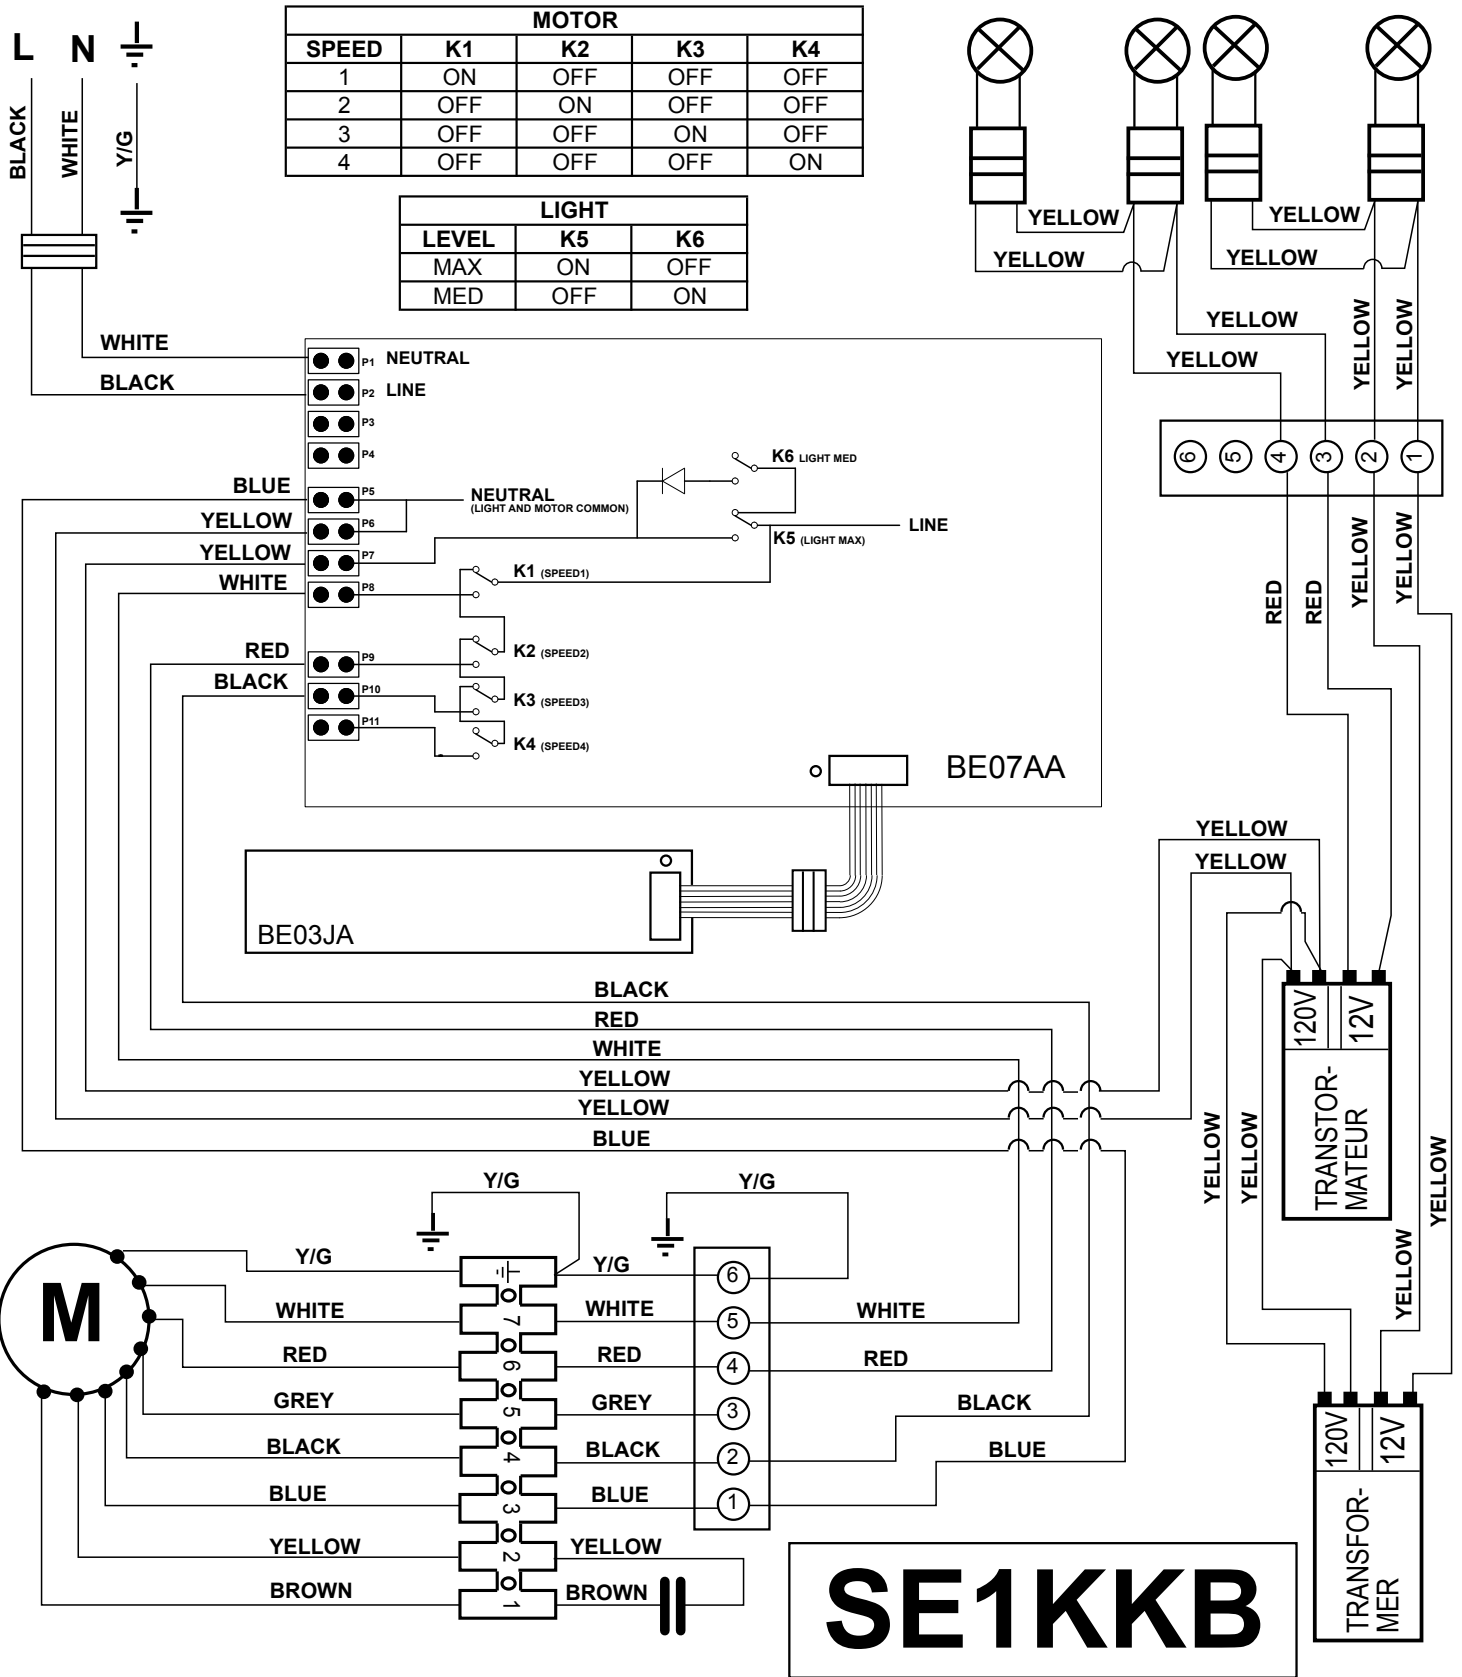 L N
BLACK
WHITE
Y/G
MOTOR
SPEED K1 K2 K3 K4
1 ON OFF OFF OFF
2 OFF ON OFF OFF
3 OFF OFF ON OFF
4 OFF OFF OFF ON
LIGHT
LEVEL K5 K6
MAX ON OFF
MED OFF ON
YELLOW
YELLOW
YELLOW
YELLOW
YELLOW
YELLOW
YELLOW
YELLOW
6 5 4 3 2 1
RED
RED
YELLOW
YELLOW
WHITE
BLACK
P1 NEUTRAL
P2 LINE
P3
P4
BLUE P5
YELLOW P6
YELLOW P7
WHITE P8
RED P9
BLACK P10
P11
NEUTRAL
(LIGHT AND MOTOR COMMON)
K6 LIGHT MED
LINE
K5 (LIGHT MAX)
K1 (SPEED1)
K2 (SPEED2)
K3 (SPEED3)
K4 (SPEED4)
BE07AA
BE03JA
YELLOW
YELLOW
BLACK
RED
WHITE
YELLOW
YELLOW
BLUE
120V 12V
TRANSTOR-
MATEUR
YELLOW
YELLOW
YELLOW
YELLOW
Y/G
Y/G
M
Y/G Y/G 6
WHITE 7 WHITE 5 WHITE
RED 6 RED 4 RED
GREY 5 GREY 3
BLACK 4 BLACK 2 BLACK
BLUE 3 BLUE 1 BLUE
YELLOW 2 YELLOW
BROWN 1 BROWN
120V 12V
TRANSFOR-
MER
SE1KKB